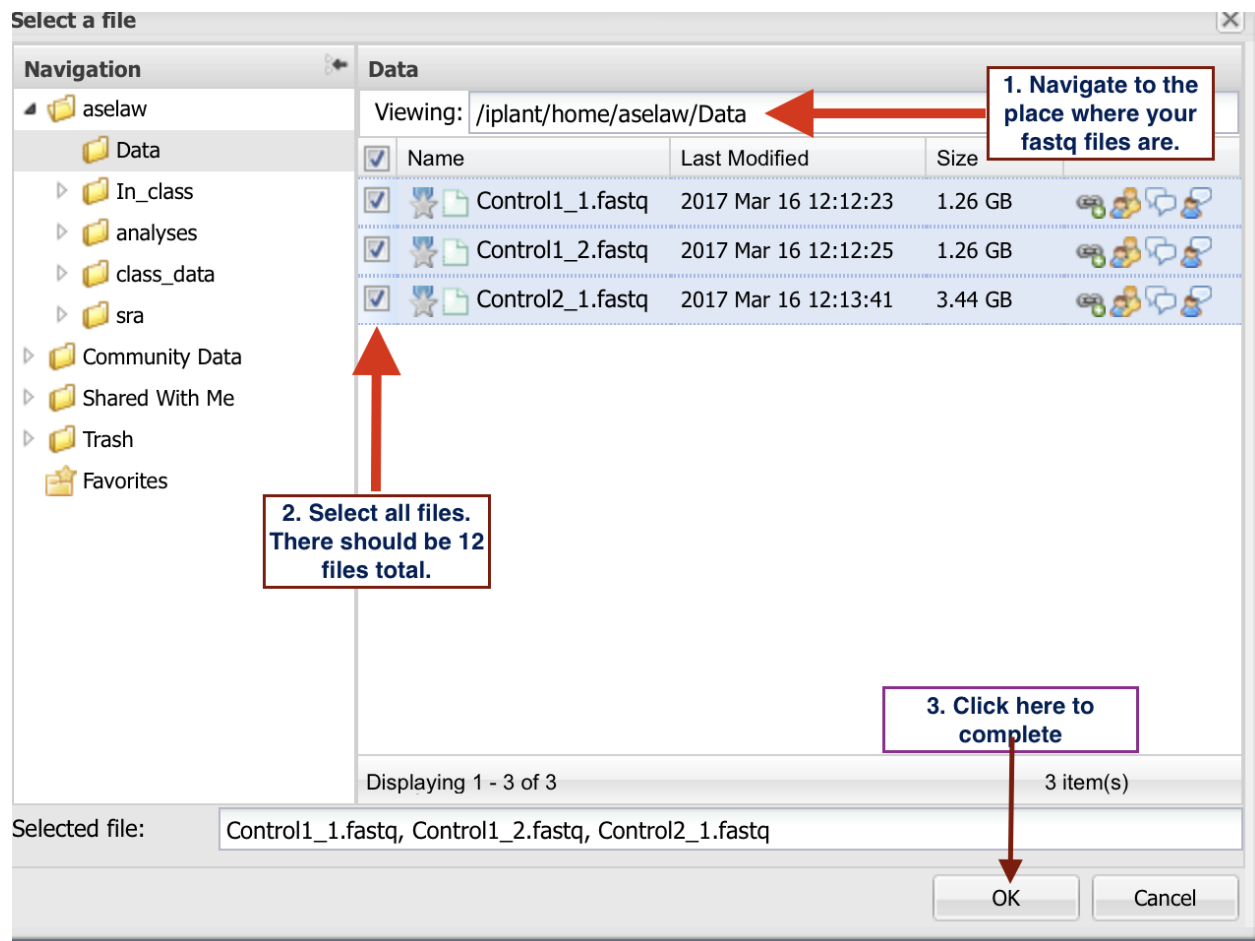 Select a file
Navigation
Data
aselaw
Data
In_class
analyses
class_data
sra
Community Data
Shared With Me
Trash
Favorites
Viewing: /iplant/home/aselaw/Data
1. Navigate to the
place where your
fastq files are.
Name Last Modified Size
Control1_1.fastq 2017 Mar 16 12:12:23 1.26 GB
Control1_2.fastq 2017 Mar 16 12:12:25 1.26 GB
Control2_1.fastq 2017 Mar 16 12:13:41 3.44 GB
2. Select all files.
There should be 12
files total.
3. Click here to
complete
Displaying 1 - 3 of 3 3 item(s)
Selected file: Control1_1.fastq, Control1_2.fastq, Control2_1.fastq
OK Cancel